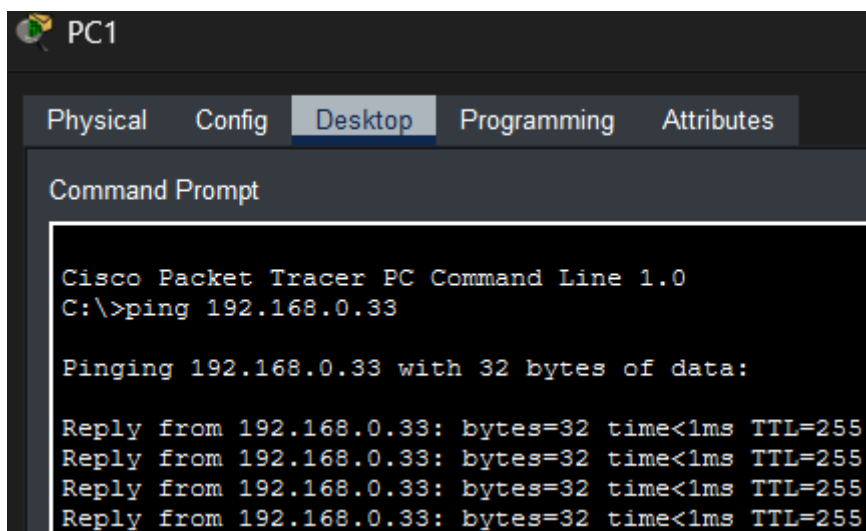 PC1
Physical Config Desktop Programming Attributes
Command Prompt
Cisco Packet Tracer PC Command Line 1.0
C:\>ping 192.168.0.33
Pinging 192.168.0.33 with 32 bytes of data:
Reply from 192.168.0.33: bytes=32 time<1ms TTL=255
Reply from 192.168.0.33: bytes=32 time<1ms TTL=255
Reply from 192.168.0.33: bytes=32 time<1ms TTL=255
Reply from 192.168.0.33: bytes=32 time<1ms TTL=255